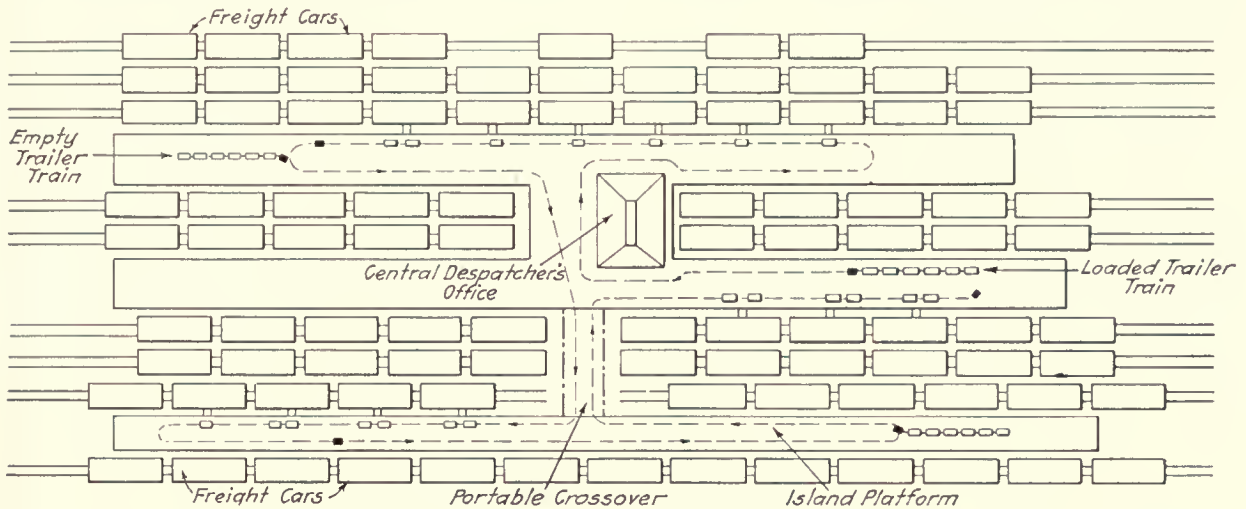 Freight Cars
Empty
Trailer
Train
Central Despatcher's
Office
Loaded Trailer
Train
Freight Cars
Portable Crossover
Island Platform